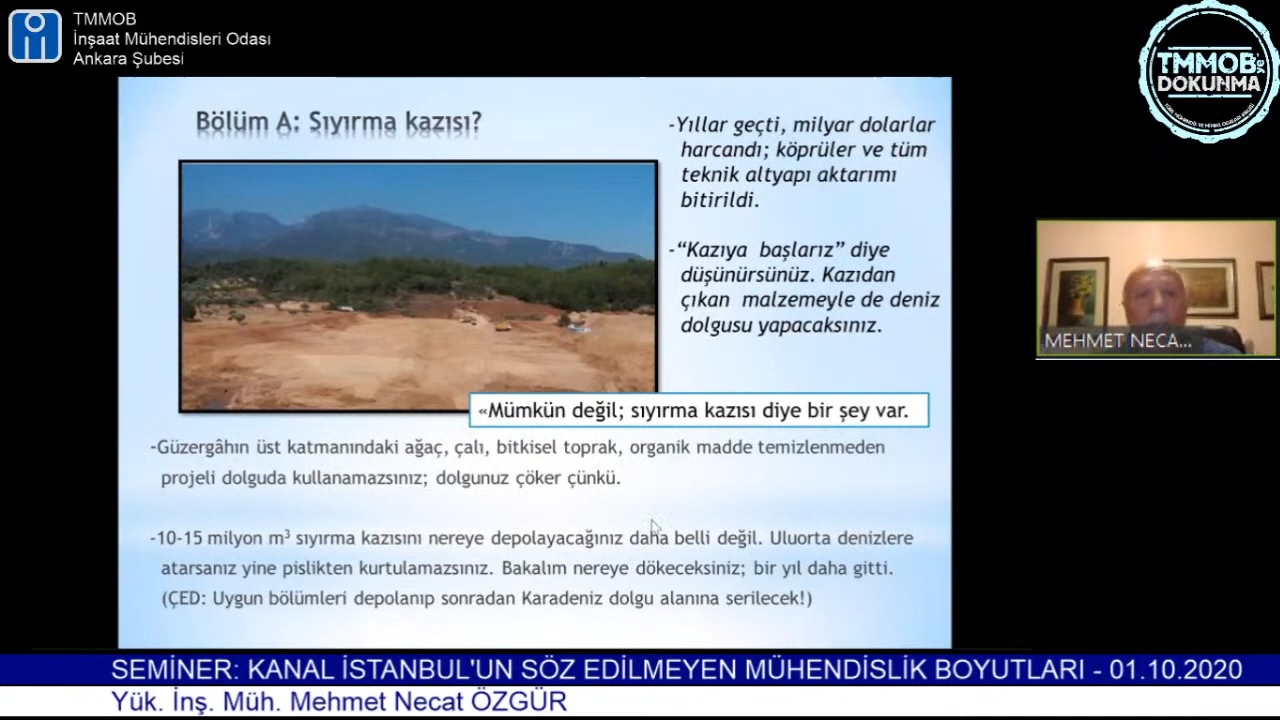 TMMOB
İnşaat Mühendisleri Odası
Ankara Şubesi
TMMOB'ye
DOKUNMA
Bölüm A: Sıyırma kazısı?
-Yıllar geçti, milyar dolarlar
harcandı; köprüler ve tüm
teknik altyapı aktarımı
bitirildi.
-“Kazıya başlarız” diye
düşünürsünüz. Kazıdan
çıkan malzemeyle de deniz
dolgusu yapacaksınız.
MEHMET NECA...
«Mümkün değil; sıyırma kazısı diye bir şey var.
-Güzergâhın üst katmanındaki ağaç, çalı, bitkisel toprak, organik madde temizlenmeden
projeli dolguda kullanamazsınız; dolgunuz çöker çünkü.
-10-15 milyon m³ sıyırma kazısını nereye depolayacağınız daha belli değil. Uluorta denizlere
atarsanız yine pislikten kurtulamazsınız. Bakalım nereye dökeceksiniz; bir yıl daha gitti.
(ÇED: Uygun bölümleri depolanıp sonradan Karadeniz dolgu alanına serilecek!)
SEMİNER: KANAL İSTANBUL'UN SÖZ EDİLMEYEN MÜHENDİSLİK BOYUTLARI - 01.10.2020
Yük. İnş. Müh. Mehmet Necat ÖZGÜR